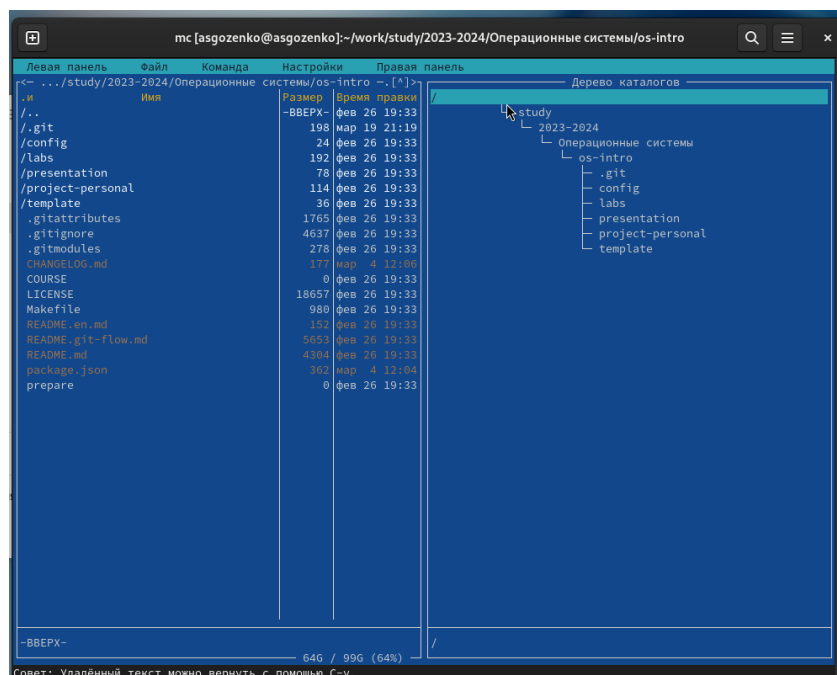 mc [asgozenko@asgozenko]:~/work/study/2023-2024/Операционные системы/os-intro
Левая панель Файл Команда Настройки Правая панель
<— .../study/2023-2024/Операционные системы/os-intro —.[^]>
.и Имя Размер Время правки
/.. -ВВЕРХ- фев 26 19:33
/.git 198 мар 19 21:19
/config 24 фев 26 19:33
/labs 192 фев 26 19:33
/presentation 78 фев 26 19:33
/project-personal 114 фев 26 19:33
/template 36 фев 26 19:33
.gitattributes 1765 фев 26 19:33
.gitignore 4637 фев 26 19:33
.gitmodules 278 фев 26 19:33
CHANGELOG.md 177 мар 4 12:06
COURSE 0 фев 26 19:33
LICENSE 18657 фев 26 19:33
Makefile 980 фев 26 19:33
README.en.md 152 фев 26 19:33
README.git-flow.md 5653 фев 26 19:33
README.md 4304 фев 26 19:33
package.json 362 мар 4 12:04
prepare 0 фев 26 19:33
-ВВЕРХ-
64G / 99G (64%)
Дерево каталогов
/
study
2023-2024
Операционные системы
os-intro
.git
config
labs
presentation
project-personal
template
/
Совет: Удалённый текст можно вернуть с помощью C-y